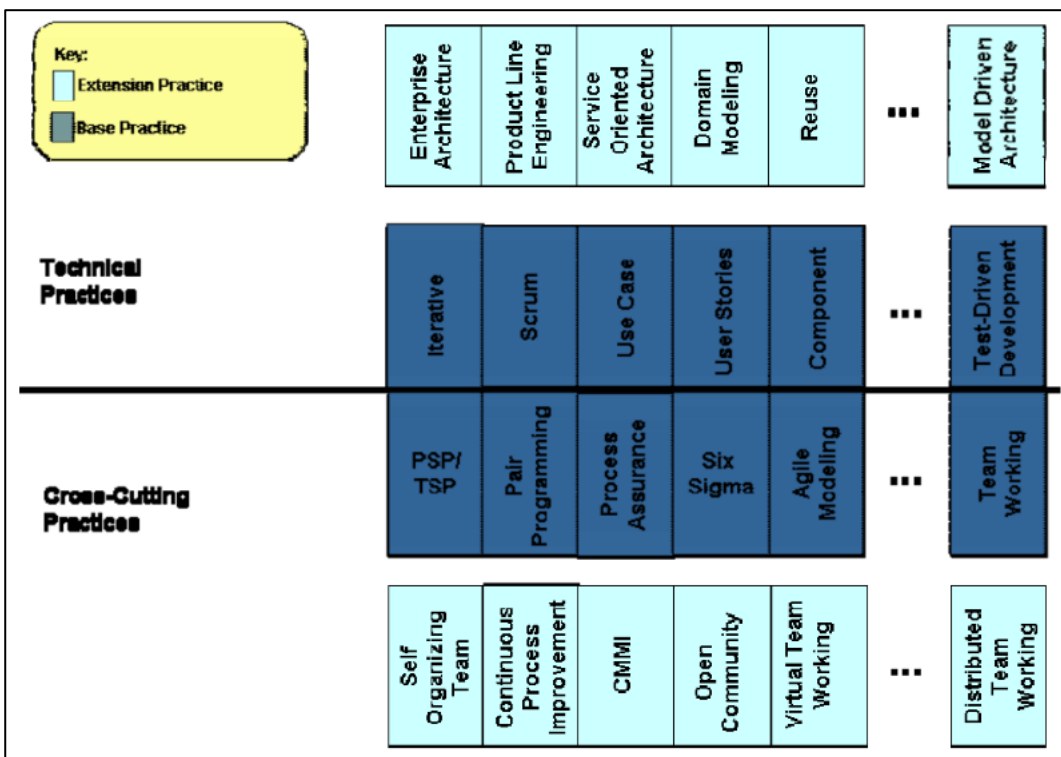 Key:
Extension Practice
Base Practice
Enterprise
Architecture
Product Line
Engineering
Service
Oriented
Architecture
Domain
Modeling
Reuse
...
Model Driven
Architecture
Technical
Practices
Iterative
Scrum
Use Case
User Stories
Component
...
Test-Driven
Development
Cross-Cutting
Practices
PSP/
TSP
Pair
Programming
Process
Assurance
Six
Sigma
Agile
Modeling
...
Team
Working
Self
Organizing
Team
Continuous
Process
Improvement
CMMI
Open
Community
Virtual Team
Working
...
Distributed
Team
Working